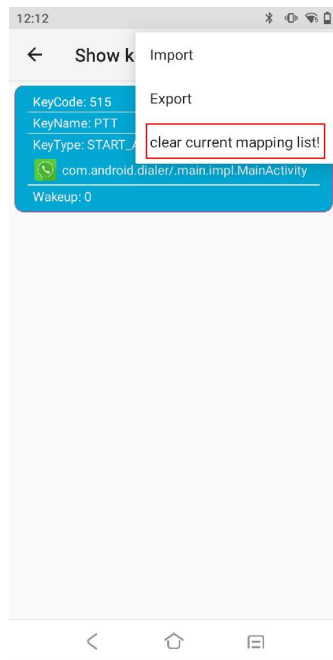 12:12
Show k
Import
Export
clear current mapping list!
KeyCode: 515
KeyName: PTT
KeyType: START_A
com.android.dialer/.main.impl.MainActivity
Wakeup: 0